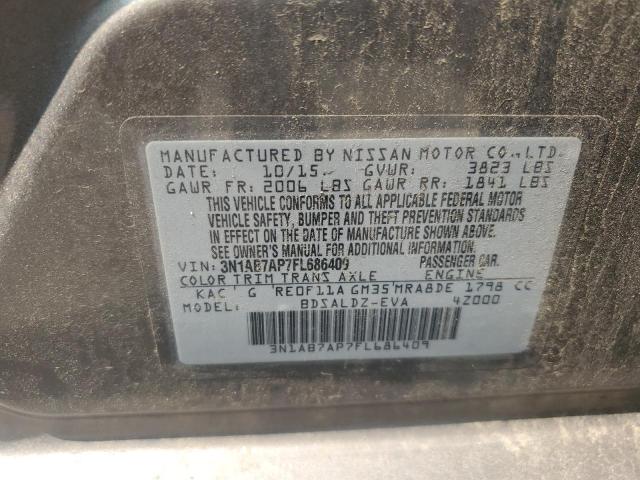 MANUFACTURED BY NISSAN MOTOR CO., LTD.
DATE: 10/15 GVWR: 3823 LBS
GAWR FR: 2006 LBS GAWR RR: 1841 LBS
THIS VEHICLE CONFORMS TO ALL APPLICABLE FEDERAL MOTOR
VEHICLE SAFETY, BUMPER AND THEFT PREVENTION STANDARDS
IN EFFECT ON THE DATE OF MANUFACTURE SHOWN ABOVE.
SEE OWNER'S MANUAL FOR ADDITIONAL INFORMATION.
VIN: 3N1AB7AP7FL686409 PASSENGER CAR
COLOR TRIM TRANS AXLE ENGINE
KAC G RE0F11A GM35 MRA8DE 1798 CC
MODEL: BDSALDZ-EVA 4Z000
3N1AB7AP7FL686409